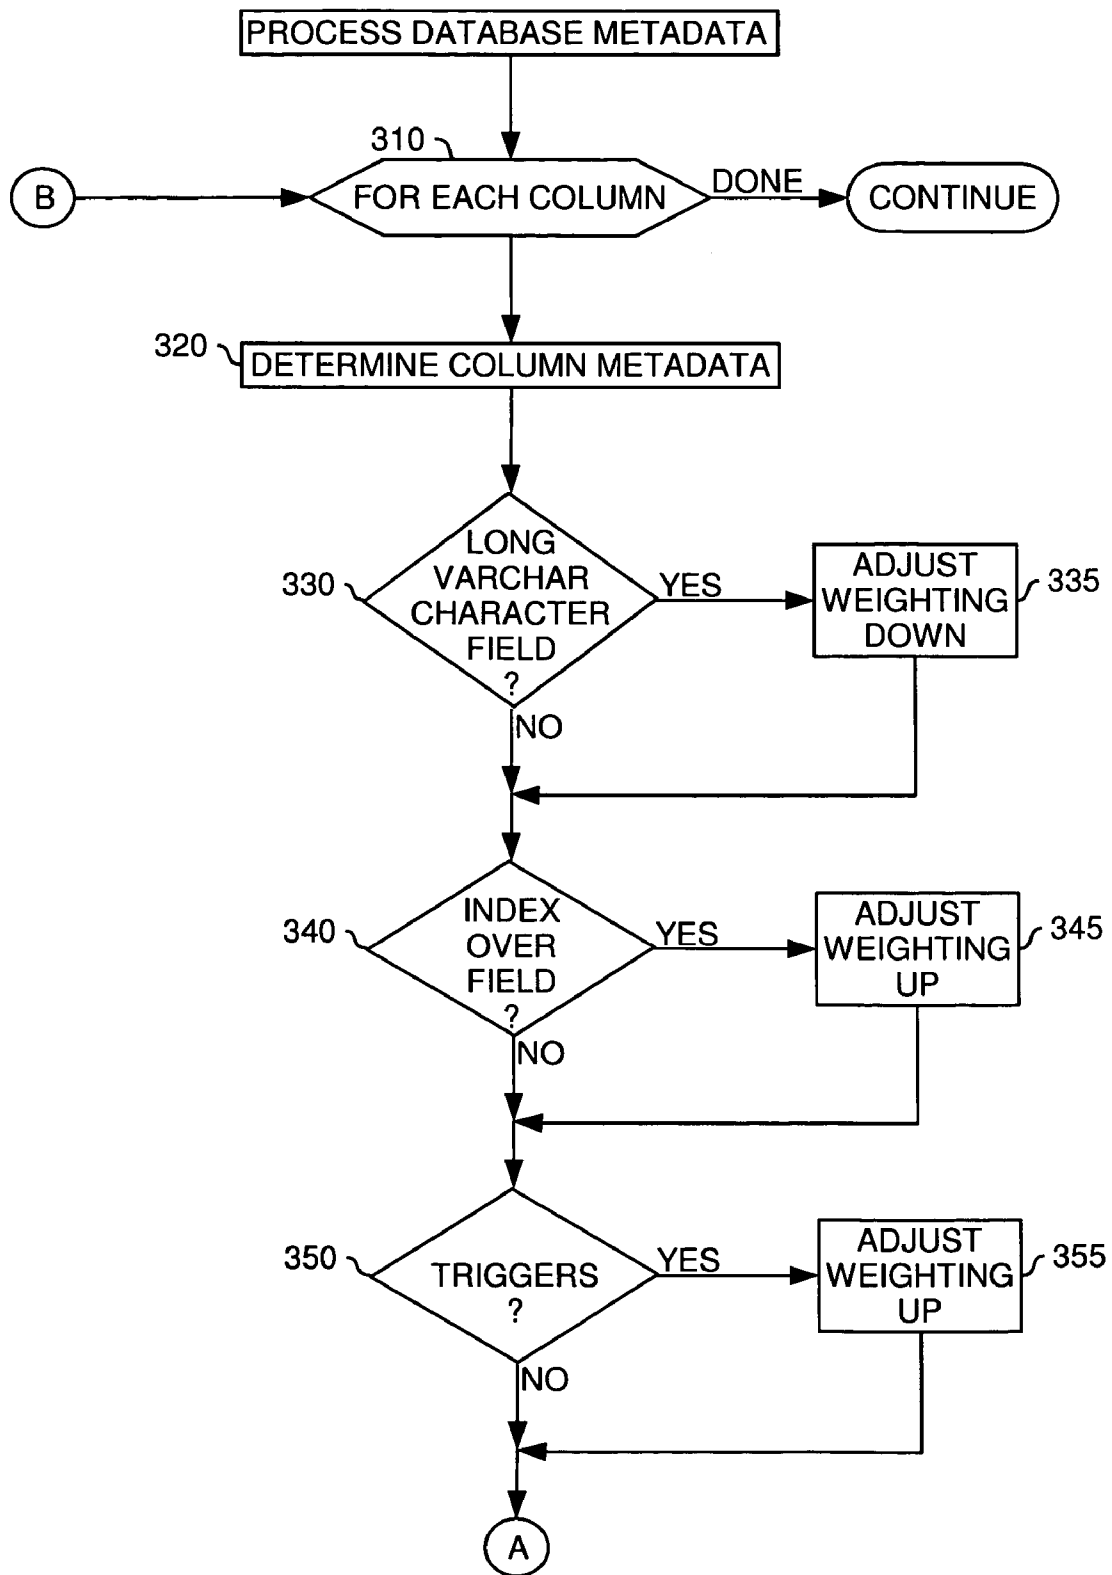 PROCESS DATABASE METADATA
310
B
FOR EACH COLUMN
DONE
CONTINUE
320
DETERMINE COLUMN METADATA
330
LONG
VARCHAR
CHARACTER
FIELD
?
YES
ADJUST
WEIGHTING
DOWN
335
NO
340
INDEX
OVER
FIELD
?
YES
ADJUST
WEIGHTING
UP
345
NO
350
TRIGGERS
?
YES
ADJUST
WEIGHTING
UP
355
NO
A